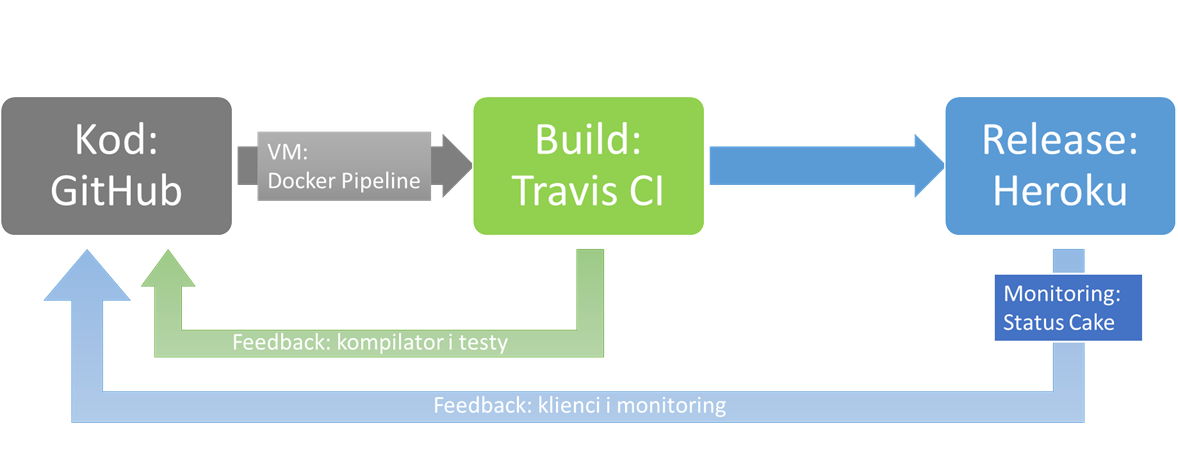 Kod:
GitHub
VM:
Docker Pipeline
Build:
Travis CI
Release:
Heroku
Monitoring:
Status Cake
Feedback: kompilator i testy
Feedback: klienci i monitoring